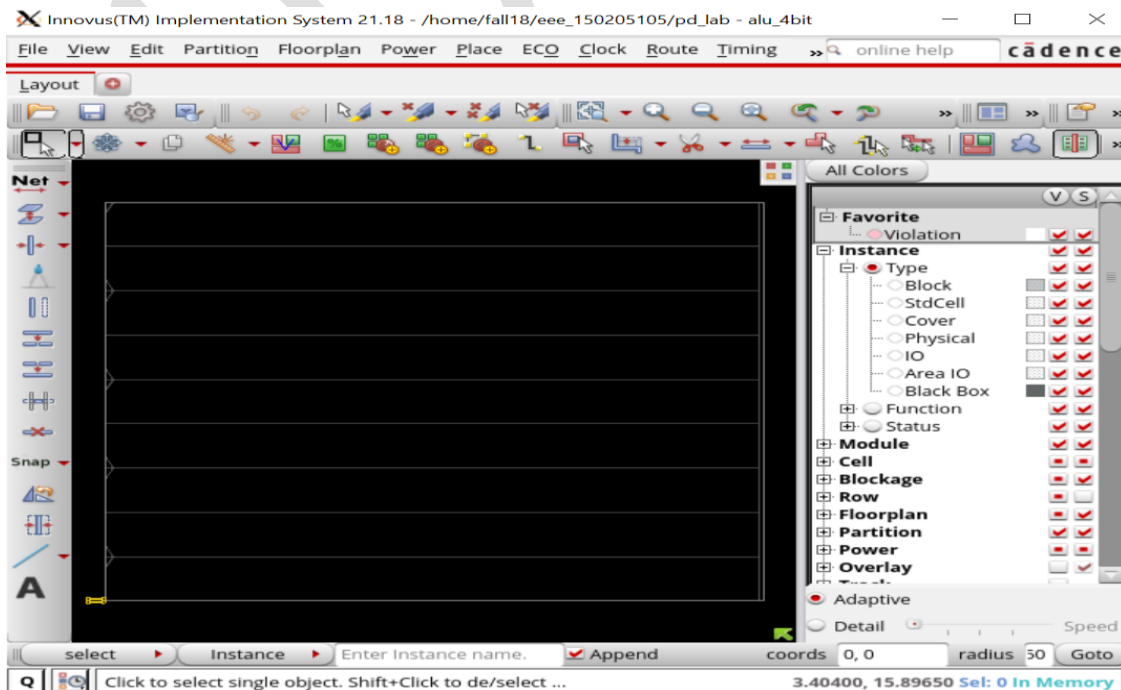 Innovus(TM) Implementation System 21.18 - /home/fall18/eee_150205105/pd_lab - alu_4bit
File View Edit Partition Floorplan Power Place ECO Clock Route Timing » online help cādence
Layout
» »
»
Net
All Colors
V S
Favorite
Violation
Instance
Type
Block
StdCell
Cover
Physical
IO
Area IO
Black Box
Function
Status
Module
Cell
Blockage
Row
Floorplan
Partition
Power
Overlay
Snap
A
Adaptive
Detail Speed
select Instance Enter Instance name. Append coords 0, 0 radius 50 Goto
Q Click to select single object. Shift+Click to de/select ... 3.40400, 15.89650 Sel: 0 In Memory